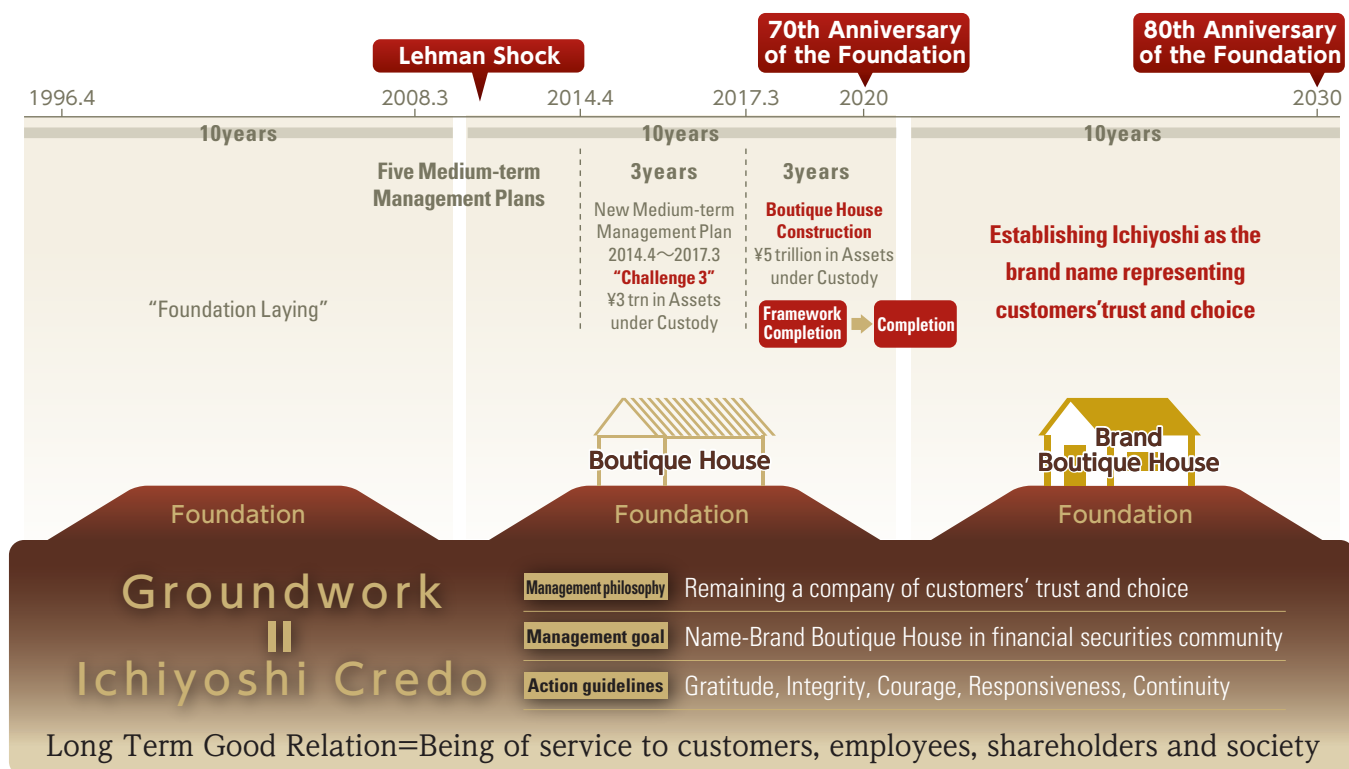 70th Anniversary
of the Foundation
80th Anniversary
of the Foundation
Lehman Shock
1996.4
2008.3
2014.4
2017.3
2020
2030
10years
10years
10years
Five Medium-term
Management Plans
3years
3years
New Medium-term
Management Plan
2014.4～2017.3
“Challenge 3”
¥3 trn in Assets
under Custody
Boutique House
Construction
¥5 trillion in Assets
under Custody
Framework
Completion
Completion
“Foundation Laying”
Establishing Ichiyoshi as the
brand name representing
customers’trust and choice
Boutique House
Brand
Boutique House
Foundation
Foundation
Foundation
Groundwork
=
Ichiyoshi Credo
Management philosophy
Remaining a company of customers’ trust and choice
Management goal
Name-Brand Boutique House in financial securities community
Action guidelines
Gratitude, Integrity, Courage, Responsiveness, Continuity
Long Term Good Relation=Being of service to customers, employees, shareholders and society